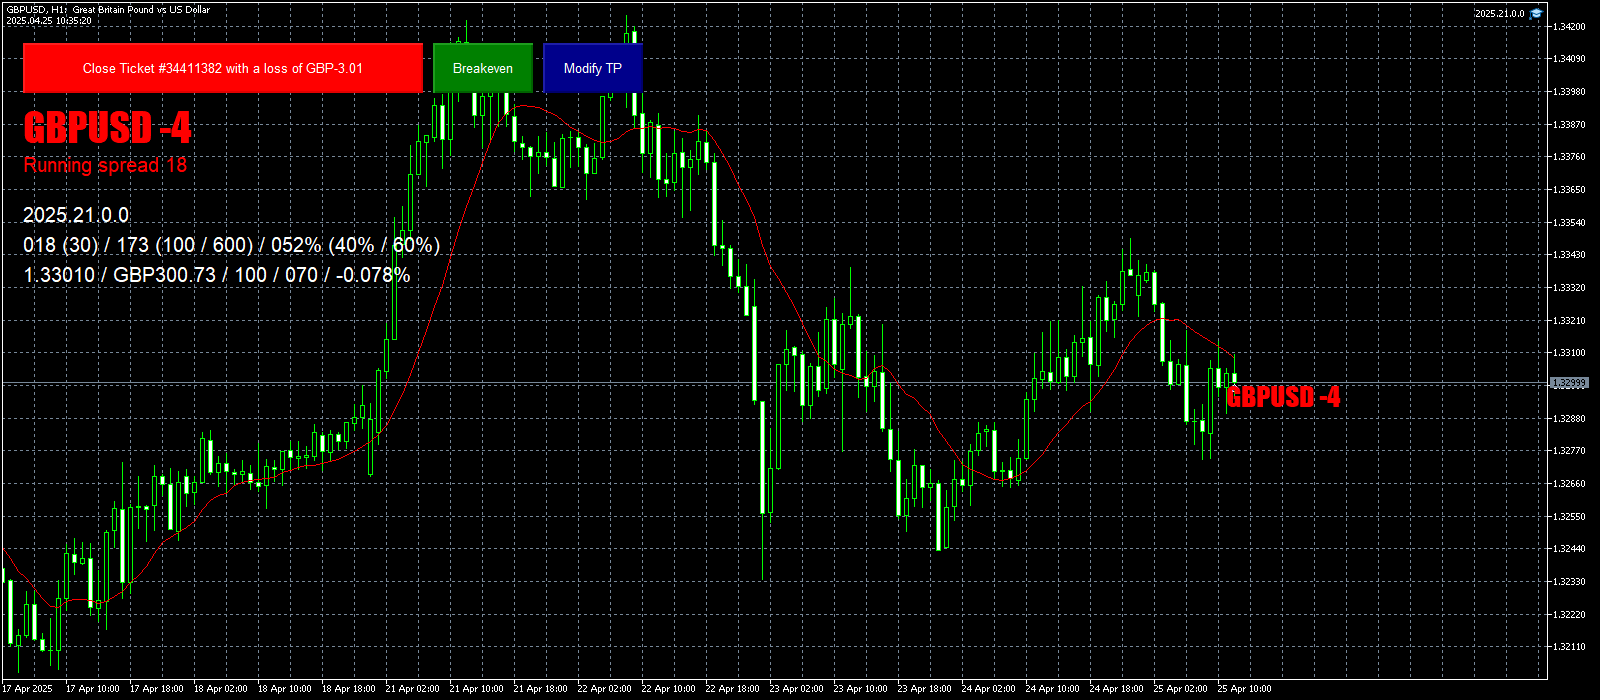 GBPUSD, H1: Great Britain Pound vs US Dollar
2025.04.25 10:35:20
2025.21.0.0
Close Ticket #34411382 with a loss of GBP-3.01
Breakeven
Modify TP
GBPUSD -4
Running spread 18
2025.21.0.0
018 (30) / 173 (100 / 600) / 052% (40% / 60%)
1.33010 / GBP300.73 / 100 / 070 / -0.078%
GBPUSD -4
1.34200
1.34090
1.33980
1.33870
1.33760
1.33650
1.33540
1.33430
1.33320
1.33210
1.33100
1.32999
1.32880
1.32770
1.32660
1.32550
1.32440
1.32330
1.32220
1.32110
17 Apr 2025
17 Apr 10:00
17 Apr 18:00
18 Apr 02:00
18 Apr 10:00
18 Apr 18:00
21 Apr 02:00
21 Apr 10:00
21 Apr 18:00
22 Apr 02:00
22 Apr 10:00
22 Apr 18:00
23 Apr 02:00
23 Apr 10:00
23 Apr 18:00
24 Apr 02:00
24 Apr 10:00
24 Apr 18:00
25 Apr 02:00
25 Apr 10:00